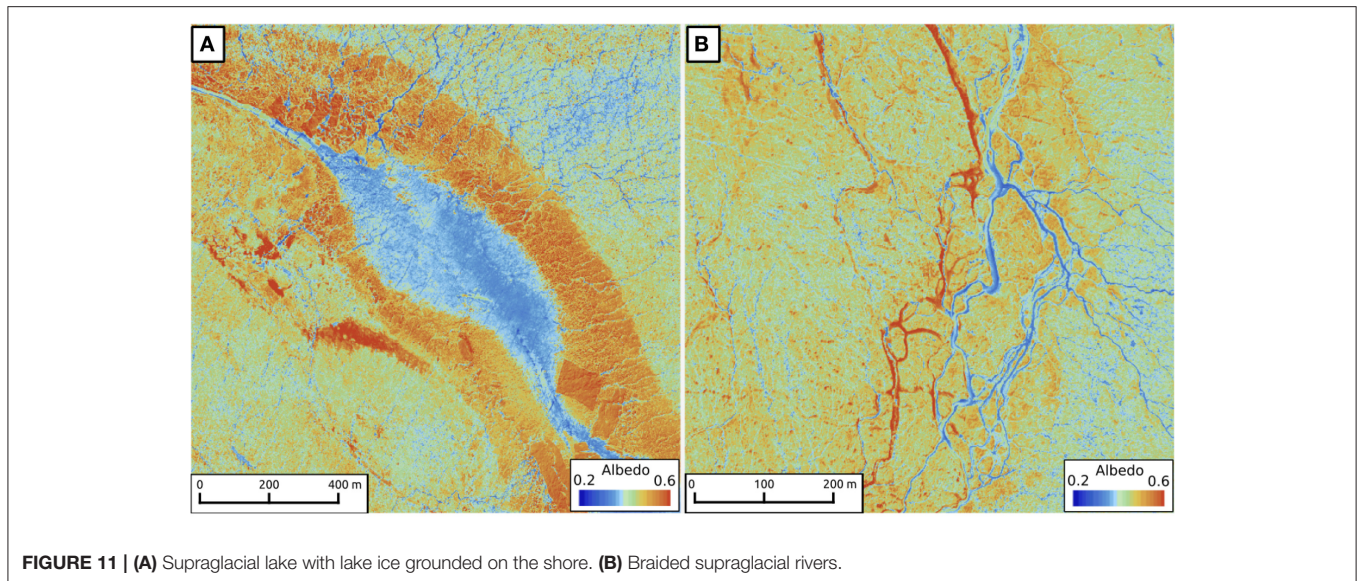 A
B
Albedo
0.2 0.6
0 200 400 m
Albedo
0.2 0.6
0 100 200 m
FIGURE 11 | (A) Supraglacial lake with lake ice grounded on the shore. (B) Braided supraglacial rivers.